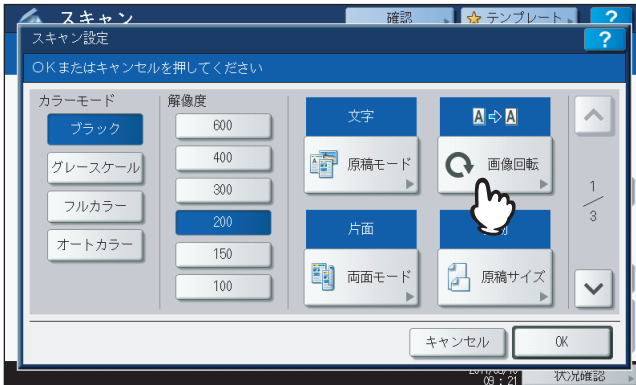 スキャン
確認
テンプレート
?
スキャン設定
?
OKまたはキャンセルを押してください
カラーモード
ブラック
グレースケール
フルカラー
オートカラー
解像度
600
400
300
200
150
100
文字
原稿モード
A⇨A
画像回転
片面
両面モード
原稿サイズ
1
3
キャンセル
OK
09:21
状況確認